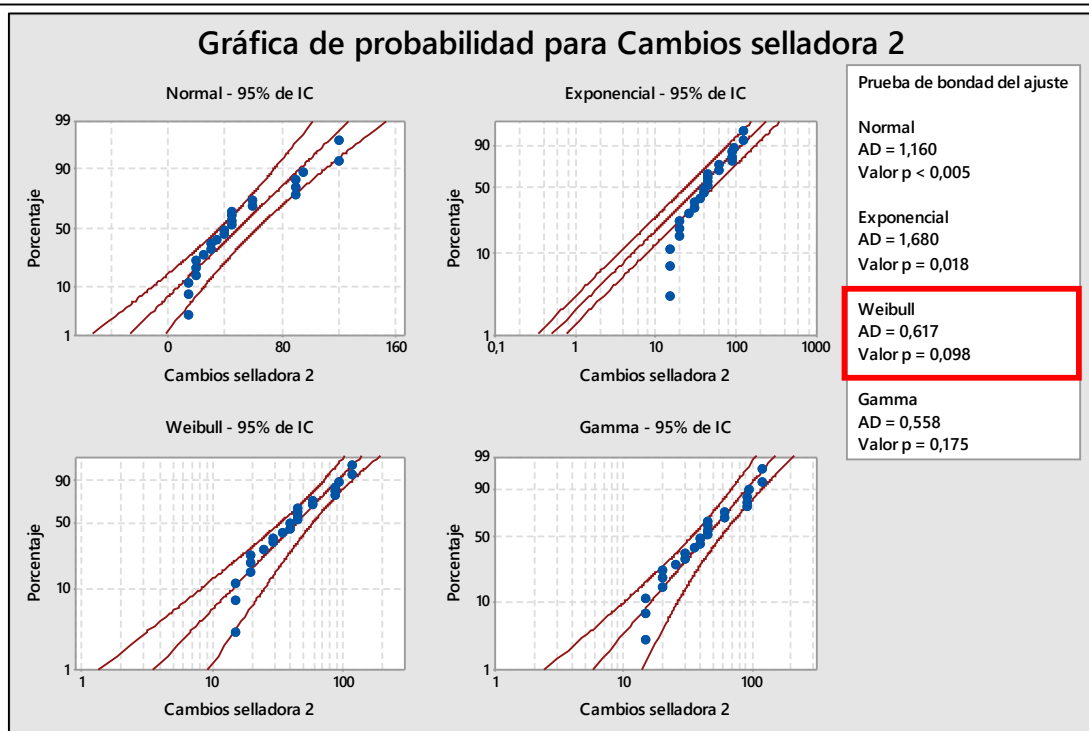 Gráfica de probabilidad para Cambios selladora 2
Normal - 95% de IC
99
90
50
10
1
Porcentaje
0
80
160
Cambios selladora 2
Exponencial - 95% de IC
90
50
10
1
Porcentaje
0,1
1
10
100
1000
Cambios selladora 2
Weibull - 95% de IC
90
50
10
1
Porcentaje
1
10
100
Cambios selladora 2
Gamma - 95% de IC
99
90
50
10
1
Porcentaje
1
10
100
Cambios selladora 2
Prueba de bondad del ajuste
Normal
AD = 1,160
Valor p < 0,005
Exponencial
AD = 1,680
Valor p = 0,018
Weibull
AD = 0,617
Valor p = 0,098
Gamma
AD = 0,558
Valor p = 0,175